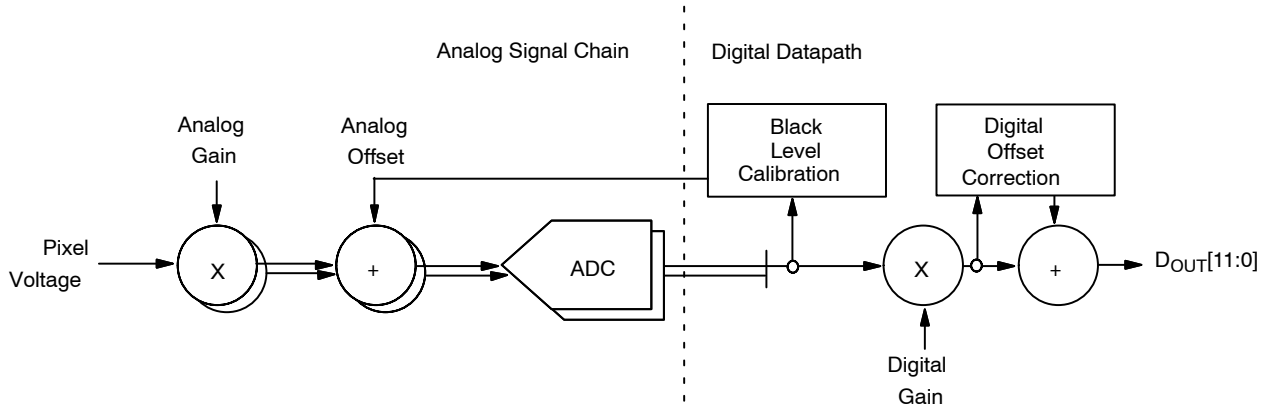 Analog Signal Chain
Digital Datapath
Analog
Gain
Analog
Offset
Black
Level
Calibration
Digital
Offset
Correction
Pixel
Voltage
X
+
ADC
X
+
DOUT[11:0]
Digital
Gain